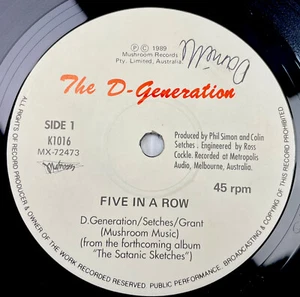 ℗ © 1989
Mushroom Records
Pty. Limited, Australia
Danielle
The D-Generation
SIDE 1
K1016
MX-72473
Mushroom
Produced by Phil Simon and Colin
Setches . Engineered by Ross
Cockle. Recorded at Metropolis
Audio, Melbourne, Australia.
45 rpm
FIVE IN A ROW
D.Generation/Setches/Grant
(Mushroom Music)
(from the forthcoming album
"The Satanic Sketches")
ALL RIGHTS OF RECORD PRODUCER & OWNER OF THE WORK RECORDED RESERVED. PUBLIC PERFORMANCE, BROADCASTING & COPYING OF THIS RECORD PROHIBITED